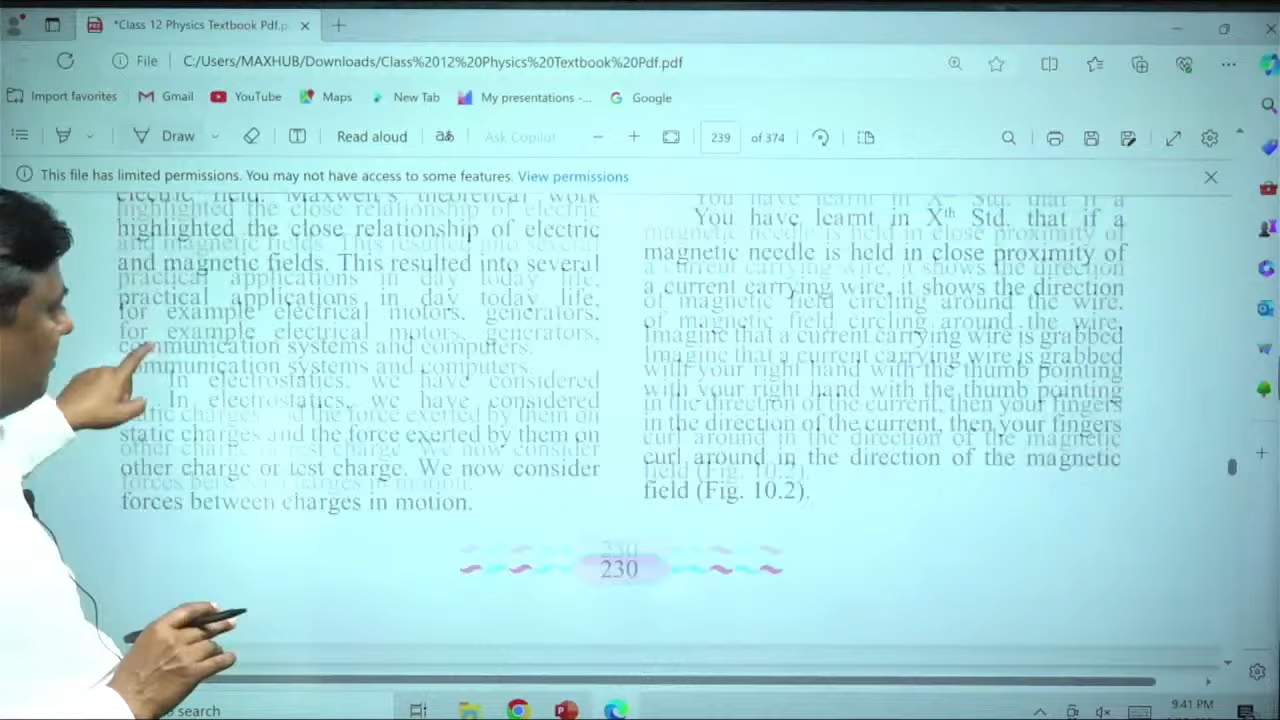 *Class 12 Physics Textbook Pdf.p
File C:/Users/MAXHUB/Downloads/Class%2012%20Physics%20Textbook%20Pdf.pdf
Import favorites Gmail YouTube Maps New Tab My presentations -... Google
Draw Read aloud aあ Ask Copilot 239 of 374
This file has limited permissions. You may not have access to some features. View permissions
electric field. Maxwell's theoretical work
highlighted the close relationship of electric
and magnetic fields. This resulted into several
practical applications in day today life,
for example electrical motors, generators,
communication systems and computers.
In electrostatics, we have considered
static charges and the force exerted by them on
other charge or test charge. We now consider
forces between charges in motion.
You have learnt in Xth Std. that if a
magnetic needle is held in close proximity of
a current carrying wire, it shows the direction
of magnetic field circling around the wire.
Imagine that a current carrying wire is grabbed
with your right hand with the thumb pointing
in the direction of the current, then your fingers
curl around in the direction of the magnetic
field (Fig. 10.2).
230
search
9:41 PM